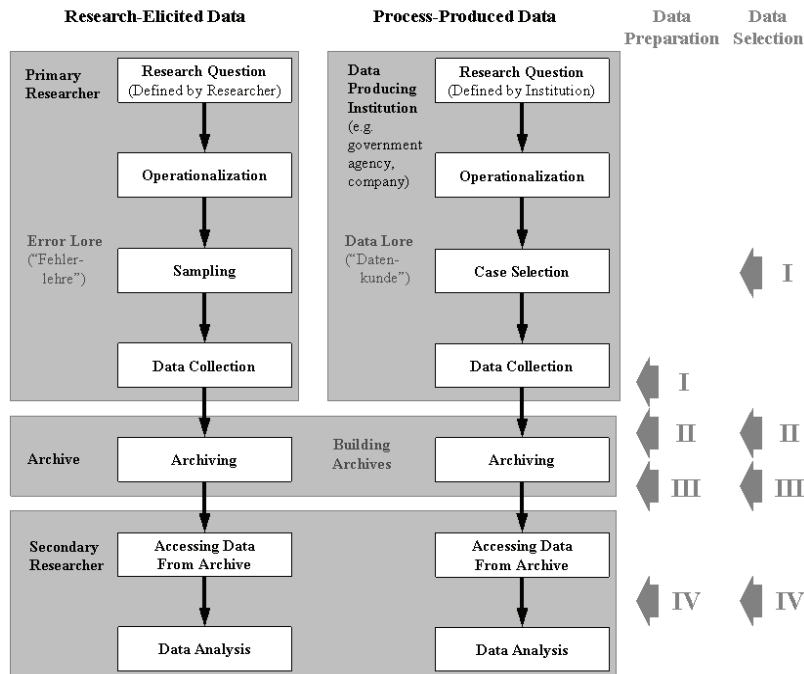 Research-Elicited Data
Process-Produced Data
Data
Preparation
Data
Selection
Primary
Researcher
Research Question
(Defined by Researcher)
Data
Producing
Institution
(e.g.
government
agency,
company)
Research Question
(Defined by Institution)
Operationalization
Operationalization
Error Lore
(“Fehler-
lehre”)
Sampling
Data Lore
(“Daten-
kunde”)
Case Selection
I
Data Collection
Data Collection
I
II
II
Archive
Archiving
Building
Archives
Archiving
III
III
Secondary
Researcher
Accessing Data
From Archive
Accessing Data
From Archive
IV
IV
Data Analysis
Data Analysis